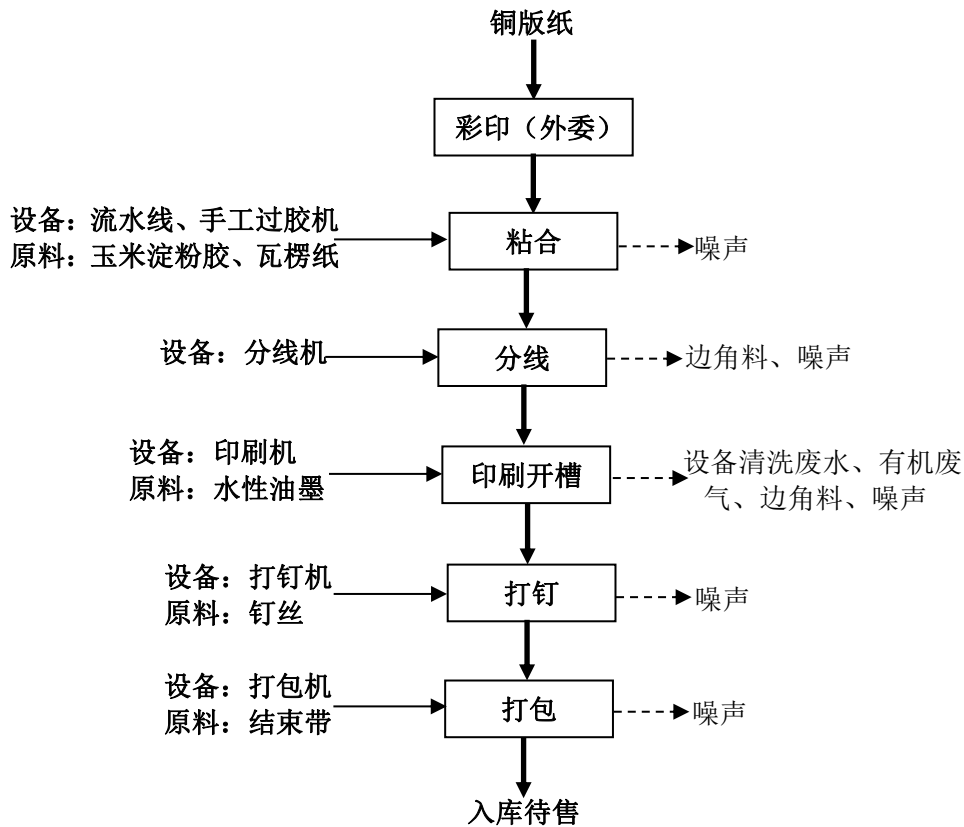 铜版纸
彩印（外委）
设备：流水线、手工过胶机
原料：玉米淀粉胶、瓦楞纸
粘合
噪声
设备：分线机
分线
边角料、噪声
设备：印刷机
原料：水性油墨
印刷开槽
设备清洗废水、有机废
气、边角料、噪声
设备：打钉机
原料：钉丝
打钉
噪声
设备：打包机
原料：结束带
打包
噪声
入库待售